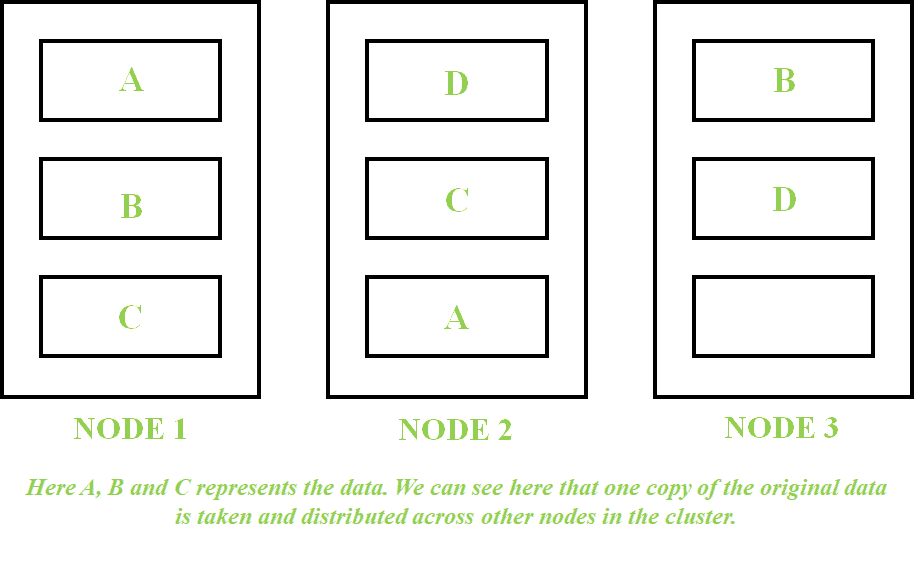 A
D
B
B
C
D
C
A
NODE 1
NODE 2
NODE 3
Here A, B and C represents the data. We can see here that one copy of the original data
is taken and distributed across other nodes in the cluster.